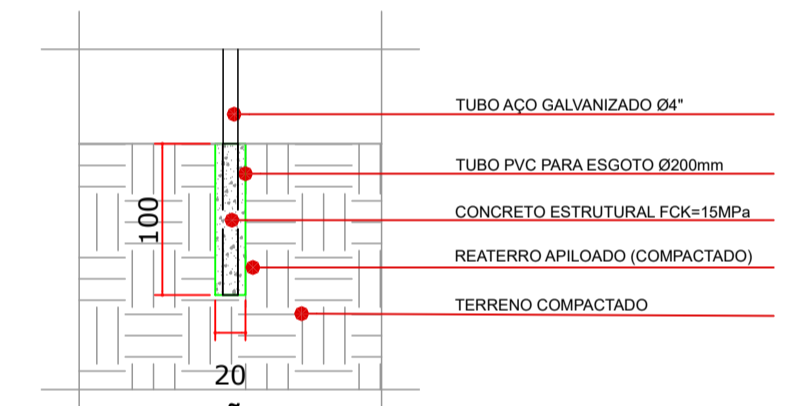 TUBO AÇO GALVANIZADO Ø4"
TUBO PVC PARA ESGOTO Ø200mm
CONCRETO ESTRUTURAL FCK=15MPa
REATERRO APILOADO (COMPACTADO)
TERRENO COMPACTADO
100
20